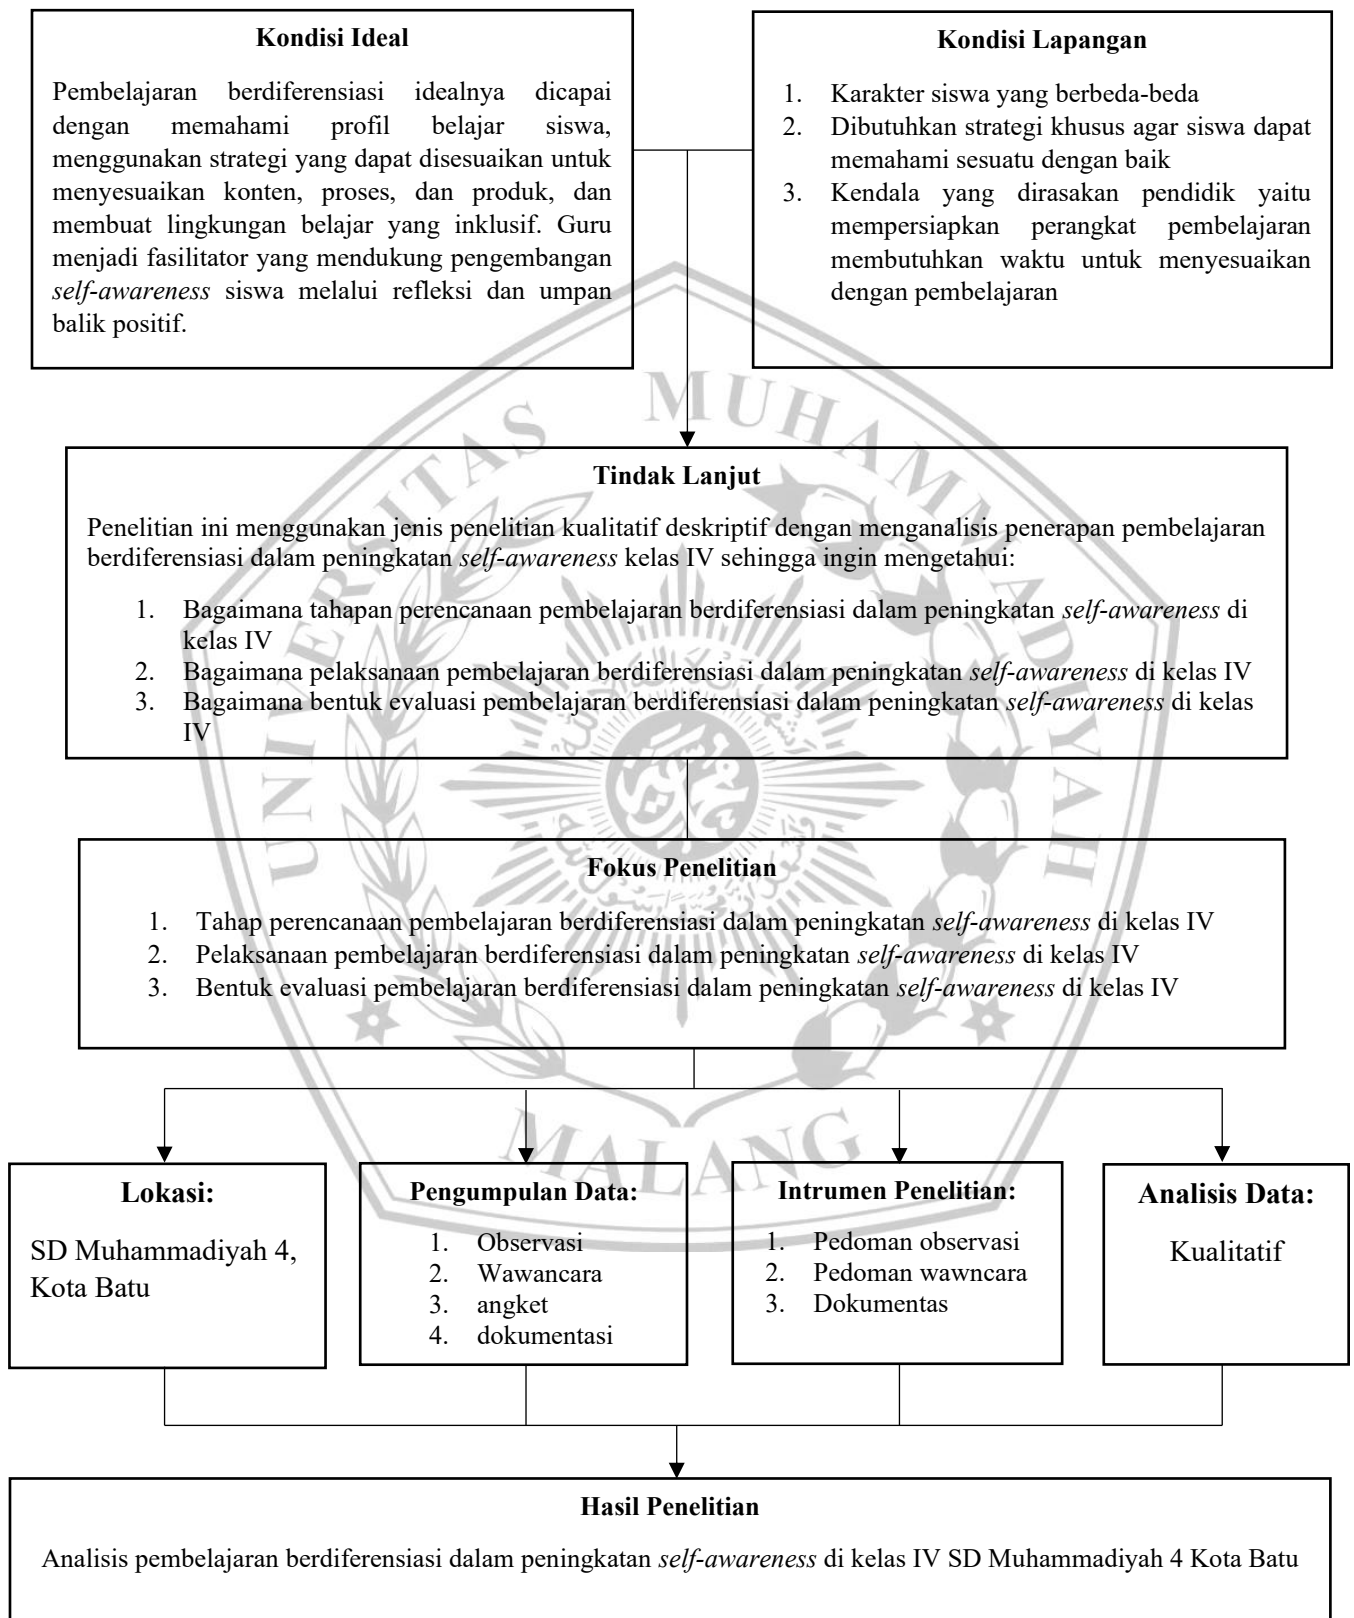 Kondisi Ideal
Pembelajaran berdiferensiasi idealnya dicapai
dengan memahami profil belajar siswa,
menggunakan strategi yang dapat disesuaikan untuk
menyesuaikan konten, proses, dan produk, dan
membuat lingkungan belajar yang inklusif. Guru
menjadi fasilitator yang mendukung pengembangan
self-awareness siswa melalui refleksi dan umpan
balik positif.
Kondisi Lapangan
1. Karakter siswa yang berbeda-beda
2. Dibutuhkan strategi khusus agar siswa dapat
memahami sesuatu dengan baik
3. Kendala yang dirasakan pendidik yaitu
mempersiapkan perangkat pembelajaran
membutuhkan waktu untuk menyesuaikan
dengan pembelajaran
Tindak Lanjut
Penelitian ini menggunakan jenis penelitian kualitatif deskriptif dengan menganalisis penerapan pembelajaran
berdiferensiasi dalam peningkatan self-awareness kelas IV sehingga ingin mengetahui:
1. Bagaimana tahapan perencanaan pembelajaran berdiferensiasi dalam peningkatan self-awareness di
kelas IV
2. Bagaimana pelaksanaan pembelajaran berdiferensiasi dalam peningkatan self-awareness di kelas IV
3. Bagaimana bentuk evaluasi pembelajaran berdiferensiasi dalam peningkatan self-awareness di kelas
IV
Fokus Penelitian
1. Tahap perencanaan pembelajaran berdiferensiasi dalam peningkatan self-awareness di kelas IV
2. Pelaksanaan pembelajaran berdiferensiasi dalam peningkatan self-awareness di kelas IV
3. Bentuk evaluasi pembelajaran berdiferensiasi dalam peningkatan self-awareness di kelas IV
Lokasi:
SD Muhammadiyah 4,
Kota Batu
Pengumpulan Data:
1. Observasi
2. Wawancara
3. angket
4. dokumentasi
Intrumen Penelitian:
1. Pedoman observasi
2. Pedoman wawncara
3. Dokumentas
Analisis Data:
Kualitatif
Hasil Penelitian
Analisis pembelajaran berdiferensiasi dalam peningkatan self-awareness di kelas IV SD Muhammadiyah 4 Kota Batu
UNIVERSITAS MUHAMMADIYAH
MALANG